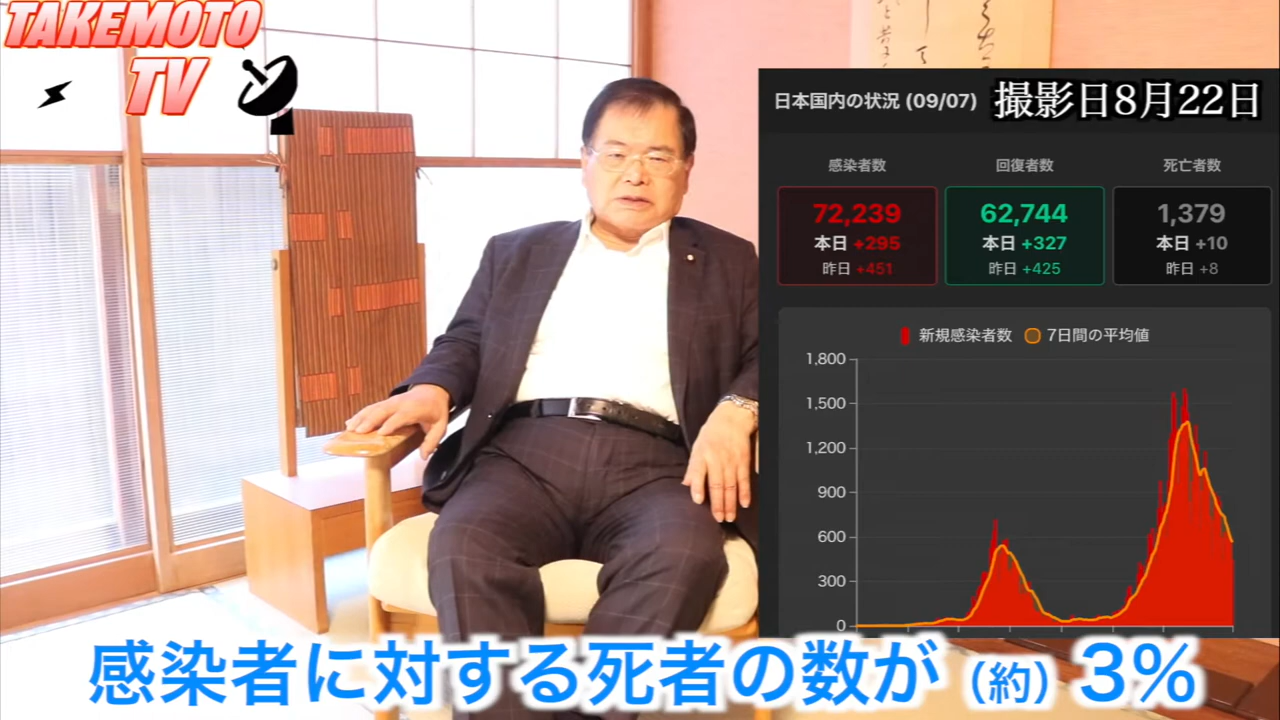 TAKEMOTO
TV
日本国内の状況 (09/07)
撮影日8月22日
感染者数
回復者数
死亡者数
72,239
本日 +295
昨日 +451
62,744
本日 +327
昨日 +425
1,379
本日 +10
昨日 +8
新規感染者数
7日間の平均値
1,800
1,500
1,200
900
600
300
0
感染者に対する死者の数が（約）3%